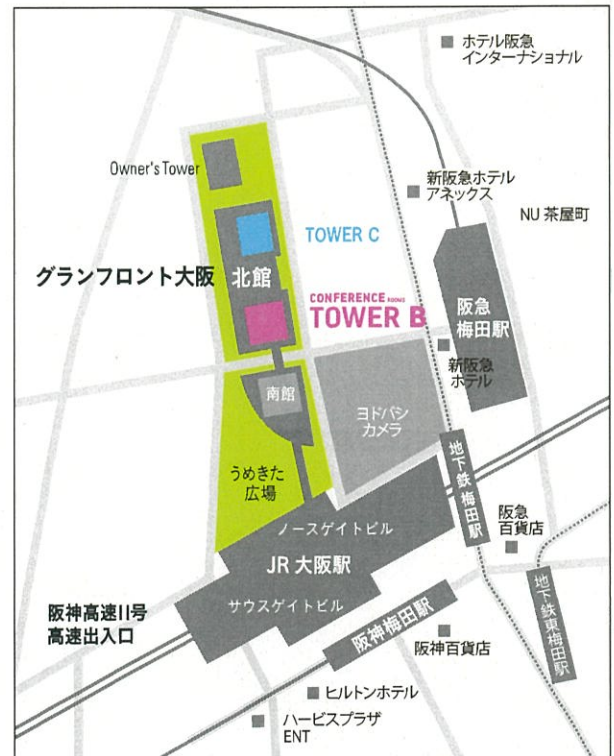 ホテル阪急
インターナショナル
Owner's Tower
新阪急ホテル
アネックス
NU 茶屋町
TOWER C
グランフロント大阪
北館
CONFERENCE ROOMS
TOWER B
阪急
梅田駅
新阪急
ホテル
南館
ヨドバシ
カメラ
うめきた
広場
地下鉄梅田駅
ノースゲイトビル
阪急
百貨店
JR 大阪駅
サウスゲイトビル
阪神高速11号
高速出入口
阪神梅田駅
阪神百貨店
地下鉄東梅田駅
ヒルトンホテル
ハービスプラザ
ENT